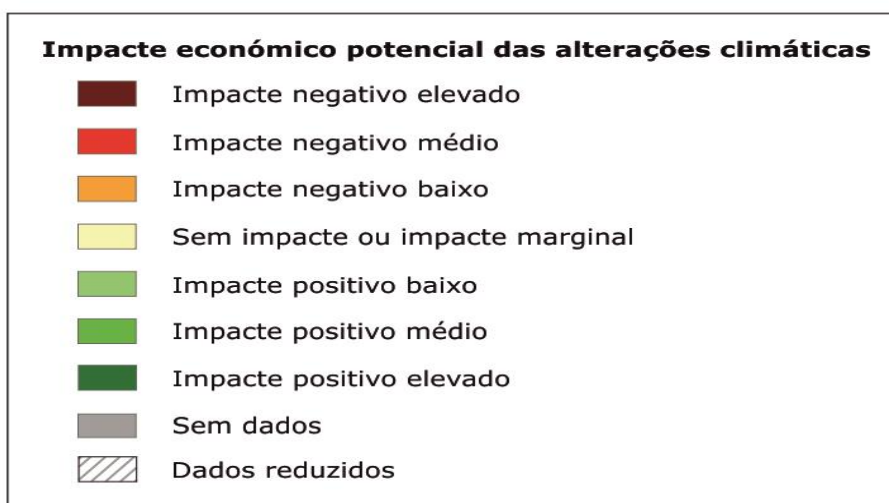 Impacte económico potencial das alterações climáticas
Impacte negativo elevado
Impacte negativo médio
Impacte negativo baixo
Sem impacte ou impacte marginal
Impacte positivo baixo
Impacte positivo médio
Impacte positivo elevado
Sem dados
Dados reduzidos